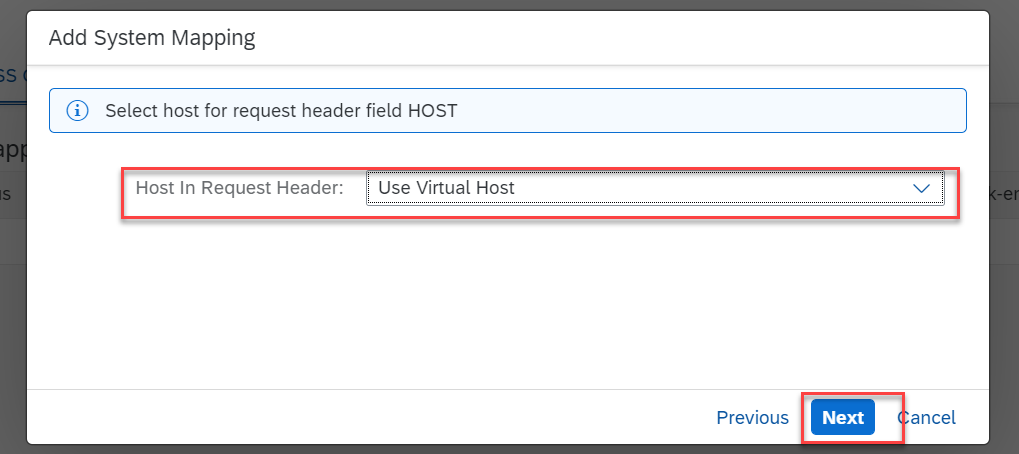 Add System Mapping
Select host for request header field HOST
Host In Request Header: Use Virtual Host
Previous Next Cancel